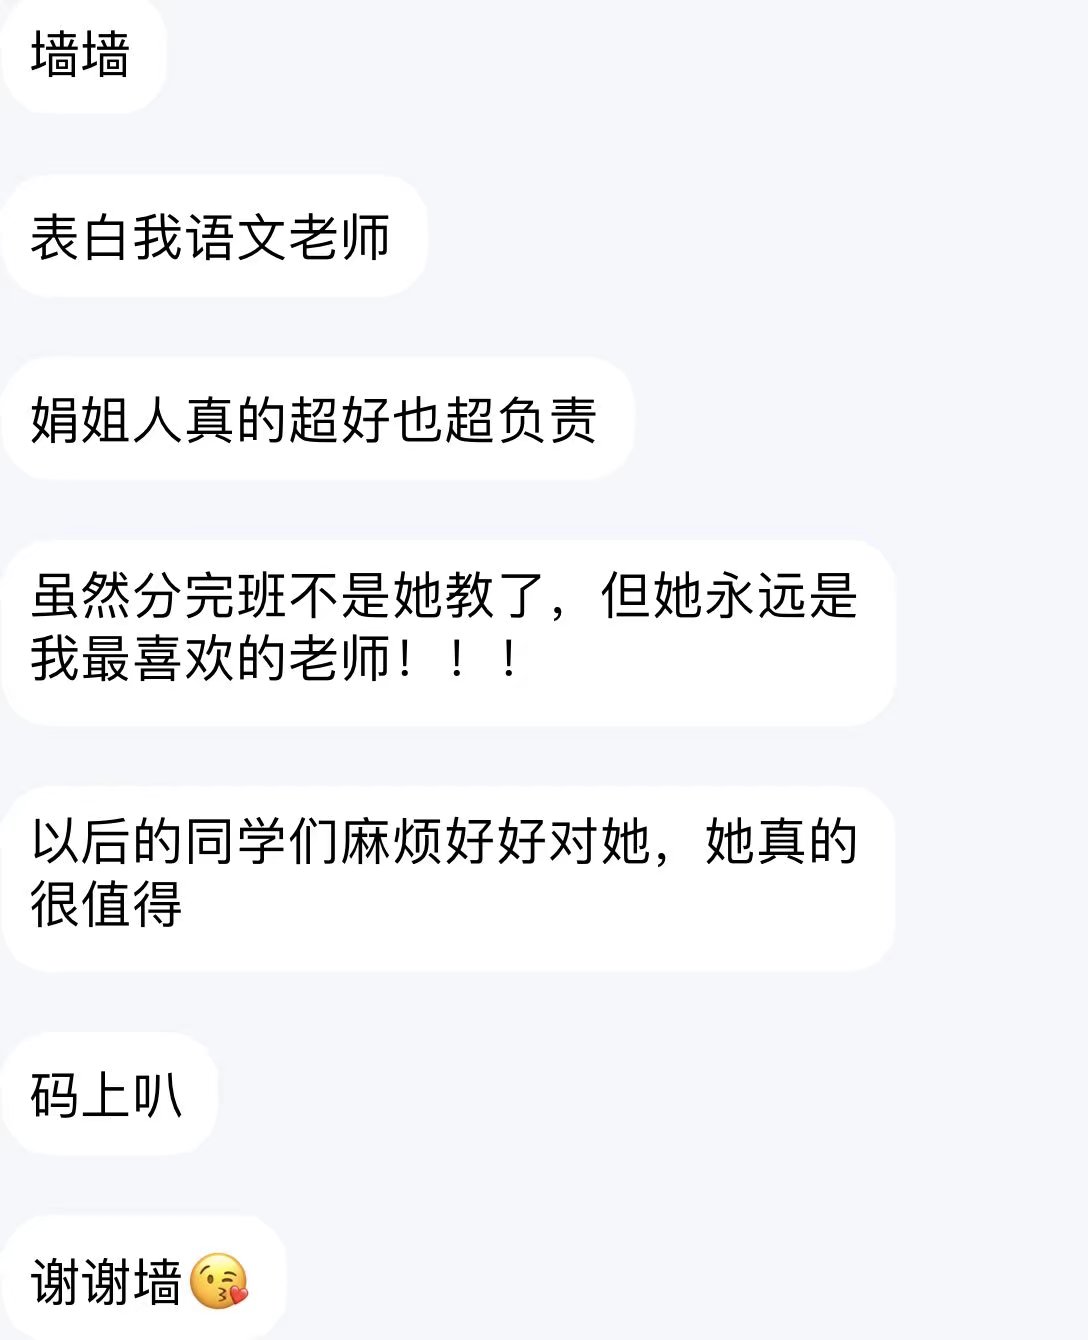 墙墙
表白我语文老师
娟姐人真的超好也超负责
虽然分完班不是她教了，但她永远是
我最喜欢的老师！！！
以后的同学们麻烦好好对她，她真的
很值得
码上叭
谢谢墙😘